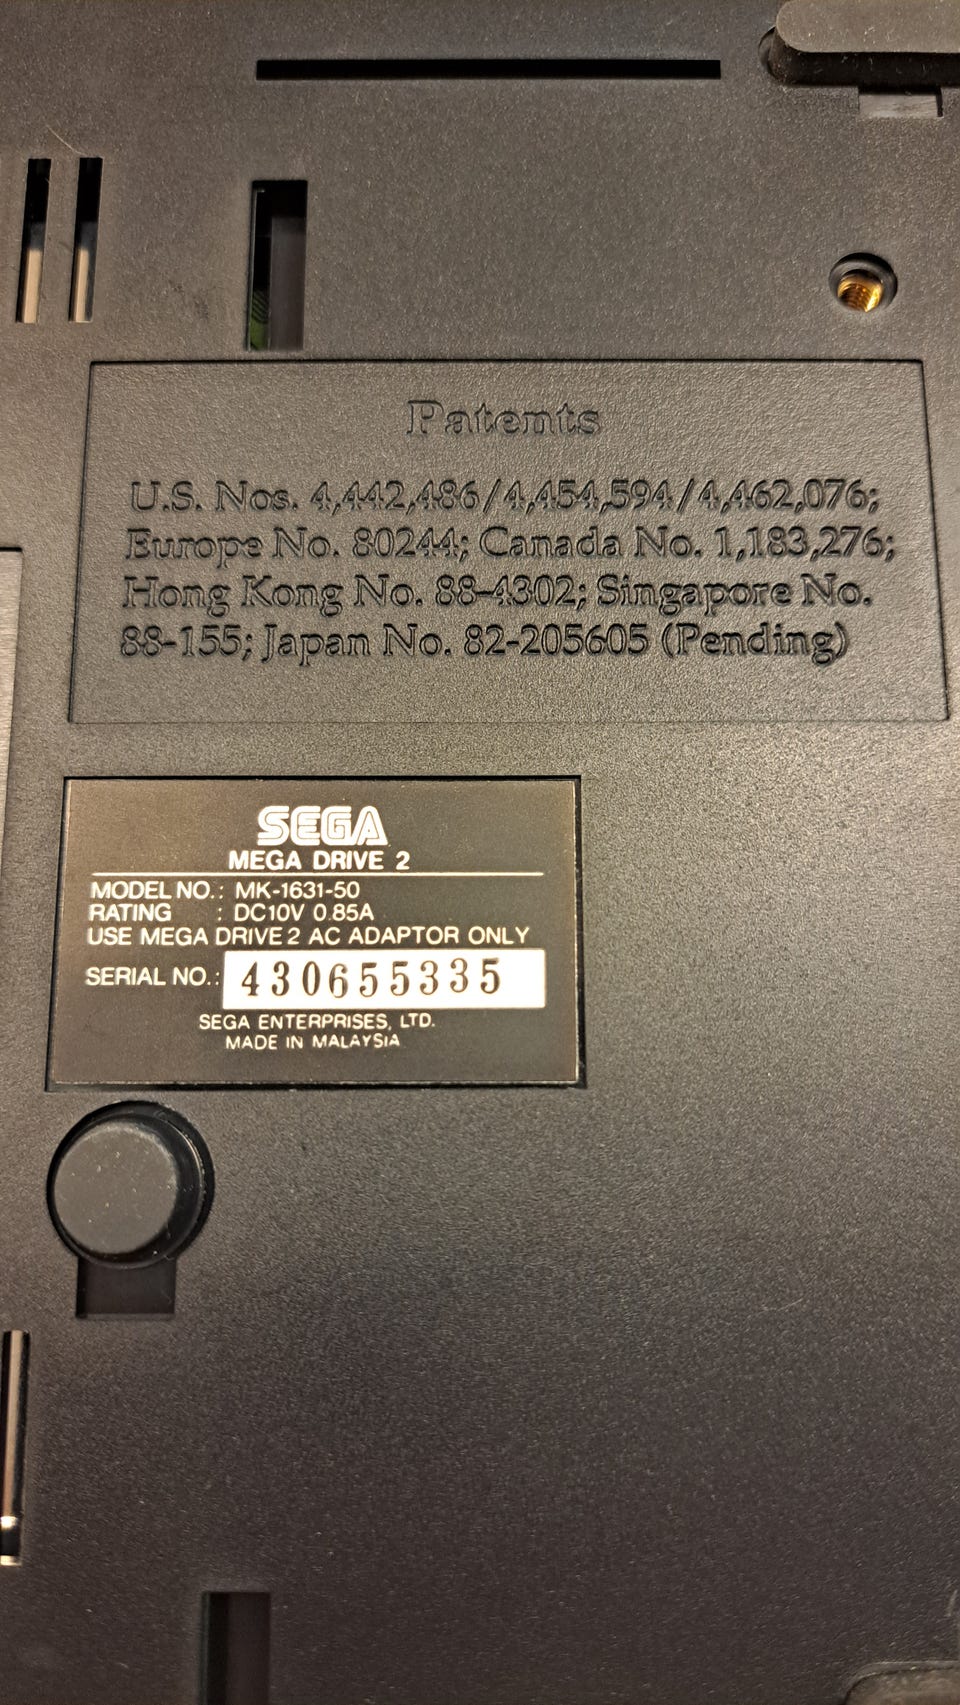 Patents
U.S. Nos. 4,442,486/4,454,594/4,462,076;
Europe No. 80244; Canada No. 1,183,276;
Hong Kong No. 88-4302; Singapore No.
88-155; Japan No. 82-205605 (Pending)
SEGA
MEGA DRIVE 2
MODEL NO.: MK-1631-50
RATING : DC10V 0.85A
USE MEGA DRIVE 2 AC ADAPTOR ONLY
SERIAL NO.: 430655335
SEGA ENTERPRISES, LTD.
MADE IN MALAYSIA